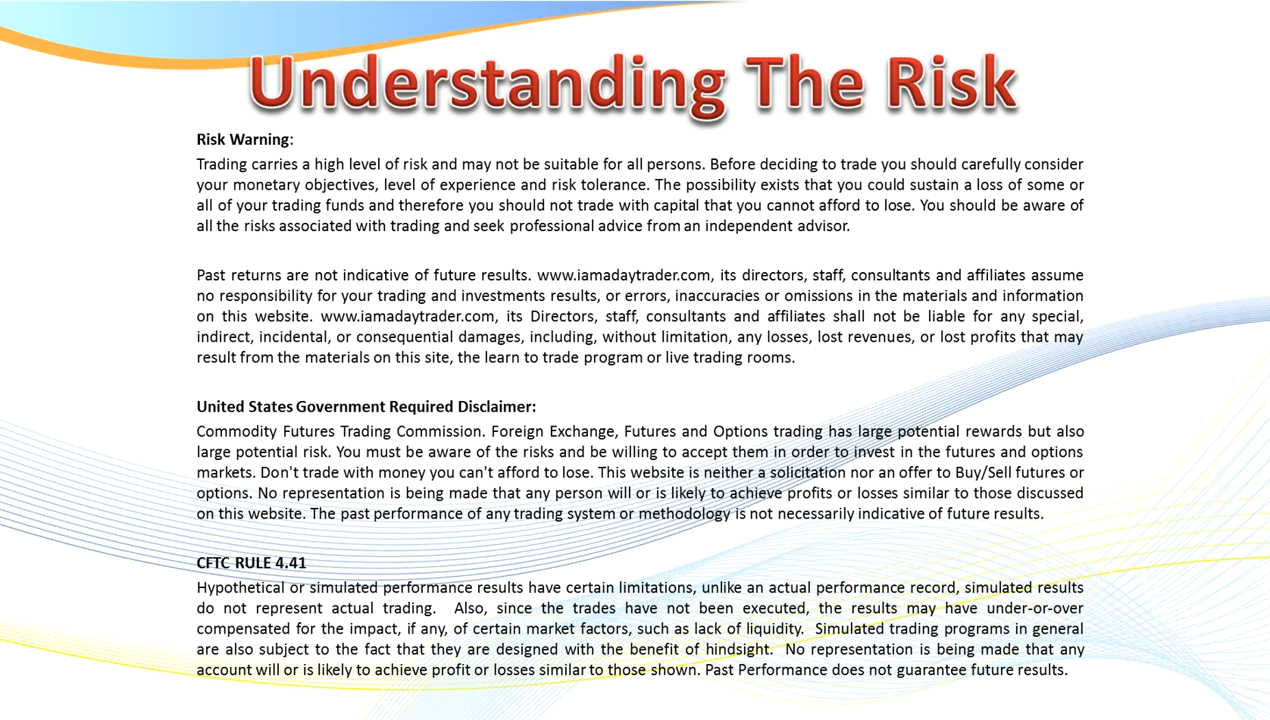 Understanding The Risk
Risk Warning:
Trading carries a high level of risk and may not be suitable for all persons. Before deciding to trade you should carefully consider
your monetary objectives, level of experience and risk tolerance. The possibility exists that you could sustain a loss of some or
all of your trading funds and therefore you should not trade with capital that you cannot afford to lose. You should be aware of
all the risks associated with trading and seek professional advice from an independent advisor.
Past returns are not indicative of future results. www.iamadaytrader.com, its directors, staff, consultants and affiliates assume
no responsibility for your trading and investments results, or errors, inaccuracies or omissions in the materials and information
on this website. www.iamadaytrader.com, its Directors, staff, consultants and affiliates shall not be liable for any special,
indirect, incidental, or consequential damages, including, without limitation, any losses, lost revenues, or lost profits that may
result from the materials on this site, the learn to trade program or live trading rooms.
United States Government Required Disclaimer:
Commodity Futures Trading Commission. Foreign Exchange, Futures and Options trading has large potential rewards but also
large potential risk. You must be aware of the risks and be willing to accept them in order to invest in the futures and options
markets. Don't trade with money you can't afford to lose. This website is neither a solicitation nor an offer to Buy/Sell futures or
options. No representation is being made that any person will or is likely to achieve profits or losses similar to those discussed
on this website. The past performance of any trading system or methodology is not necessarily indicative of future results.
CFTC RULE 4.41
Hypothetical or simulated performance results have certain limitations, unlike an actual performance record, simulated results
do not represent actual trading.  Also, since the trades have not been executed, the results may have under-or-over
compensated for the impact, if any, of certain market factors, such as lack of liquidity.  Simulated trading programs in general
are also subject to the fact that they are designed with the benefit of hindsight.  No representation is being made that any
account will or is likely to achieve profit or losses similar to those shown. Past Performance does not guarantee future results.